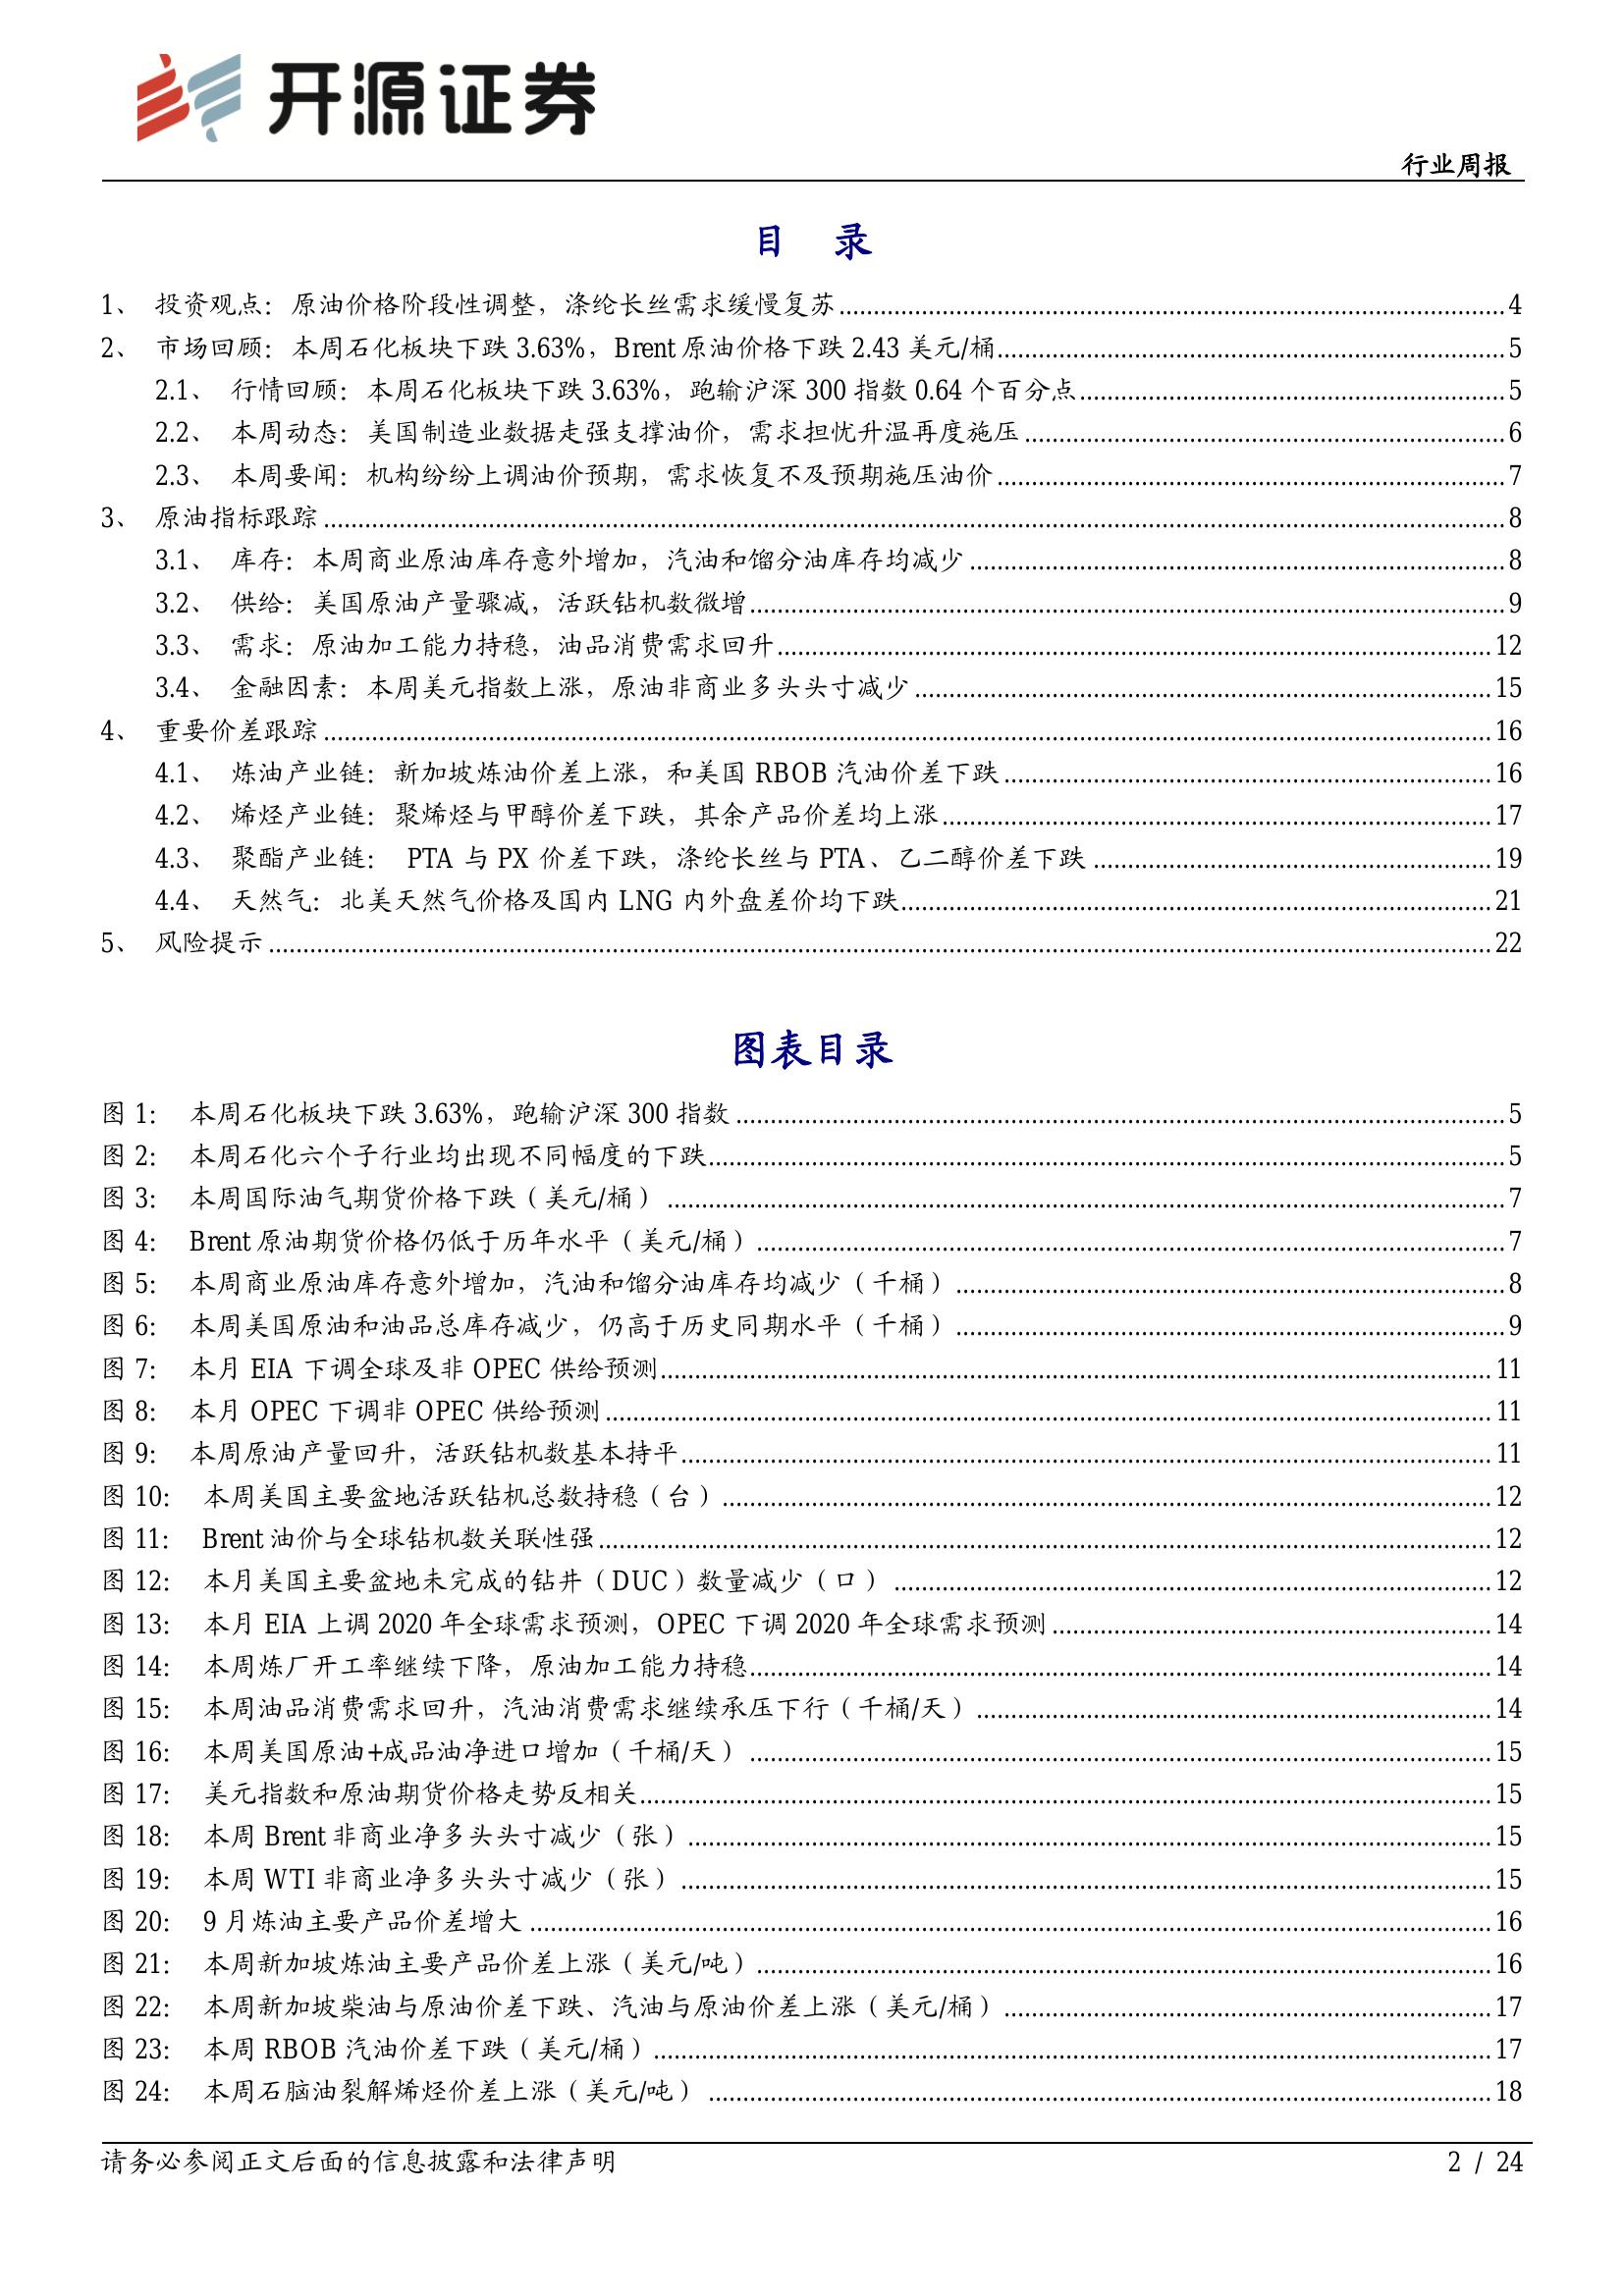 开源证券
行业周报
目 录
1、 投资观点：原油价格阶段性调整，涤纶长丝需求缓慢复苏 4
2、 市场回顾：本周石化板块下跌 3.63%，Brent 原油价格下跌 2.43 美元/桶 5
2.1、 行情回顾：本周石化板块下跌 3.63%，跑输沪深 300 指数 0.64 个百分点 5
2.2、 本周动态：美国制造业数据走强支撑油价，需求担忧升温再度施压 6
2.3、 本周要闻：机构纷纷上调油价预期，需求恢复不及预期施压油价 7
3、 原油指标跟踪 8
3.1、 库存：本周商业原油库存意外增加，汽油和馏分油库存均减少 8
3.2、 供给：美国原油产量骤减，活跃钻机数微增 9
3.3、 需求：原油加工能力持稳，油品消费需求回升 12
3.4、 金融因素：本周美元指数上涨，原油非商业多头头寸减少 15
4、 重要价差跟踪 16
4.1、 炼油产业链：新加坡炼油价差上涨，和美国 RBOB 汽油价差下跌 16
4.2、 烯烃产业链：聚烯烃与甲醇价差下跌，其余产品价差均上涨 17
4.3、 聚酯产业链： PTA 与 PX 价差下跌，涤纶长丝与 PTA、乙二醇价差下跌 19
4.4、 天然气：北美天然气价格及国内 LNG 内外盘差价均下跌 21
5、 风险提示 22
图表目录
图 1： 本周石化板块下跌 3.63%，跑输沪深 300 指数 5
图 2： 本周石化六个子行业均出现不同幅度的下跌 5
图 3： 本周国际油气期货价格下跌（美元/桶） 7
图 4： Brent 原油期货价格仍低于历年水平（美元/桶） 7
图 5： 本周商业原油库存意外增加，汽油和馏分油库存均减少（千桶） 8
图 6： 本周美国原油和油品总库存减少，仍高于历史同期水平（千桶） 9
图 7： 本月 EIA 下调全球及非 OPEC 供给预测 11
图 8： 本月 OPEC 下调非 OPEC 供给预测 11
图 9： 本周原油产量回升，活跃钻机数基本持平 11
图 10： 本周美国主要盆地活跃钻机总数持稳（台） 12
图 11： Brent 油价与全球钻机数关联性强 12
图 12： 本月美国主要盆地未完成的钻井（DUC）数量减少（口） 12
图 13： 本月 EIA 上调 2020 年全球需求预测，OPEC 下调 2020 年全球需求预测 14
图 14： 本周炼厂开工率继续下降，原油加工能力持稳 14
图 15： 本周油品消费需求回升，汽油消费需求继续承压下行（千桶/天） 14
图 16： 本周美国原油+成品油净进口增加（千桶/天） 15
图 17： 美元指数和原油期货价格走势反相关 15
图 18： 本周 Brent 非商业净多头头寸减少（张） 15
图 19： 本周 WTI 非商业净多头头寸减少（张） 15
图 20： 9 月炼油主要产品价差增大 16
图 21： 本周新加坡炼油主要产品价差上涨（美元/吨） 16
图 22： 本周新加坡柴油与原油价差下跌、汽油与原油价差上涨（美元/桶） 17
图 23： 本周 RBOB 汽油价差下跌（美元/桶） 17
图 24： 本周石脑油裂解烯烃价差上涨（美元/吨） 18
请务必参阅正文后面的信息披露和法律声明 2 / 24